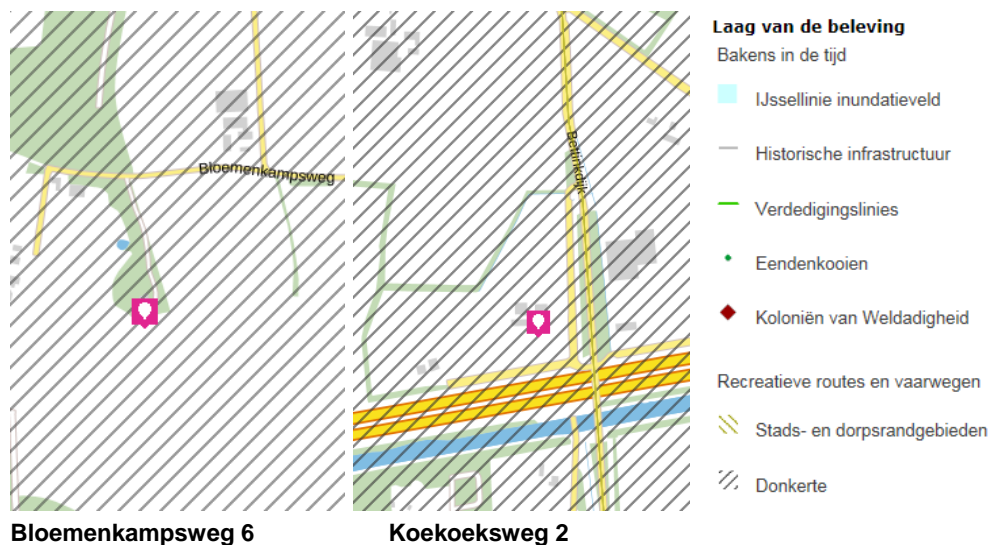 Bloemenkampsweg
Bettinkdijk
Laag van de beleving
Bakens in de tijd
IJssellinie inundatieveld
Historische infrastructuur
Verdedigingslinies
Eendenkooien
Koloniën van Weldadigheid
Recreatieve routes en vaarwegen
Stads- en dorpsrandgebieden
Donkerte
Bloemenkampsweg 6
Koekoeksweg 2